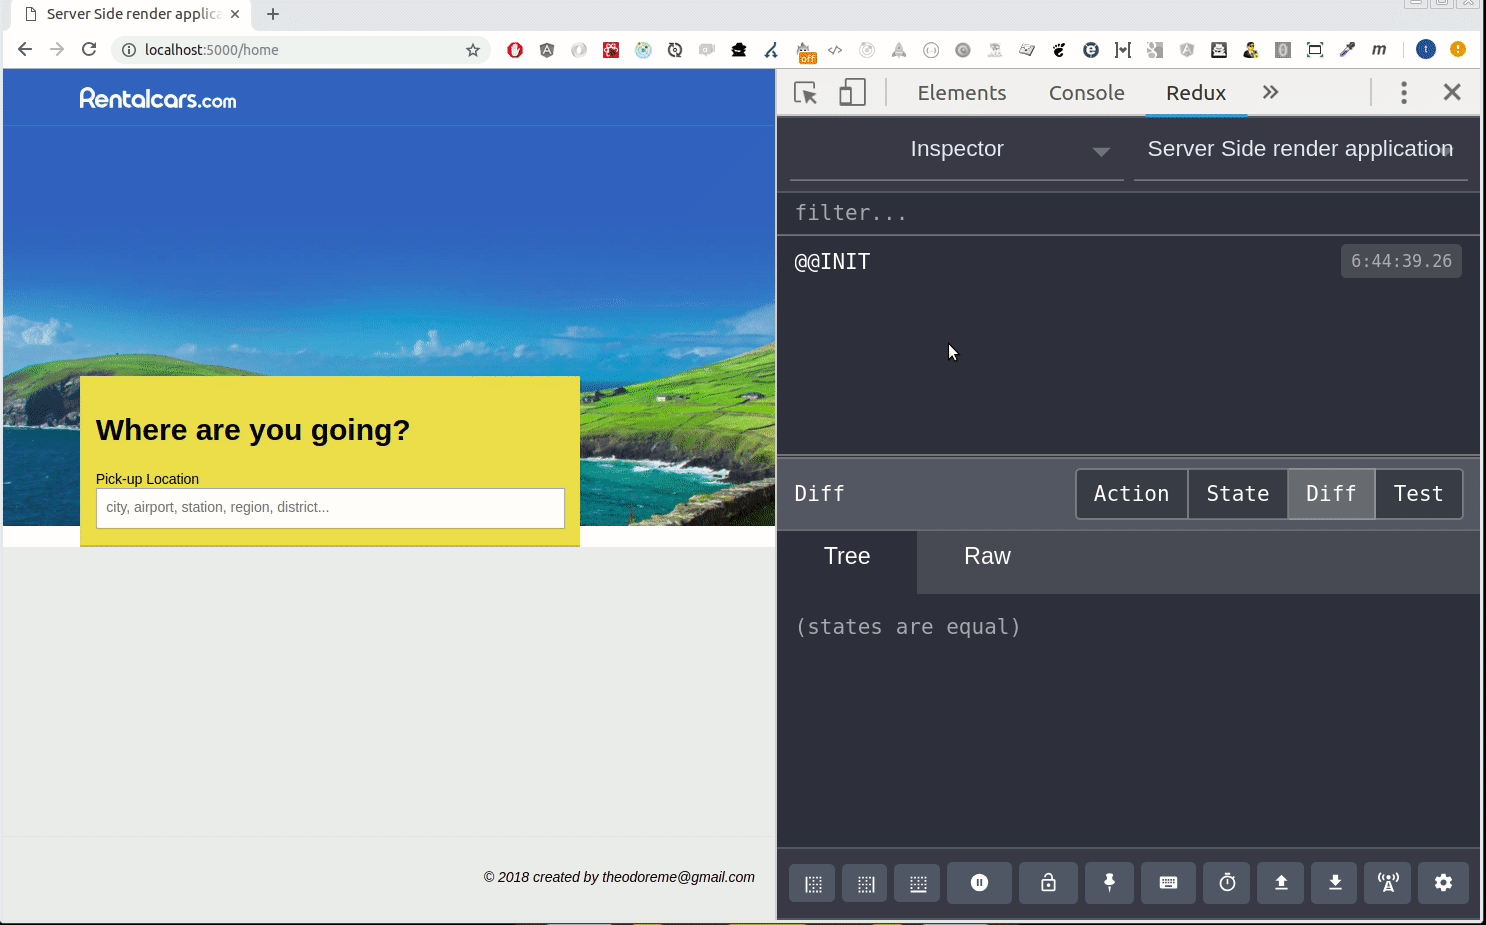 Server Side render applica
localhost:5000/home
off
m
t
Rentalcars.com
Where are you going?
Pick-up Location
city, airport, station, region, district...
© 2018 created by theodoreme@gmail.com
Elements Console Redux
Inspector Server Side render application
filter...
@@INIT 6:44:39.26
Diff Action State Diff Test
Tree Raw
(states are equal)